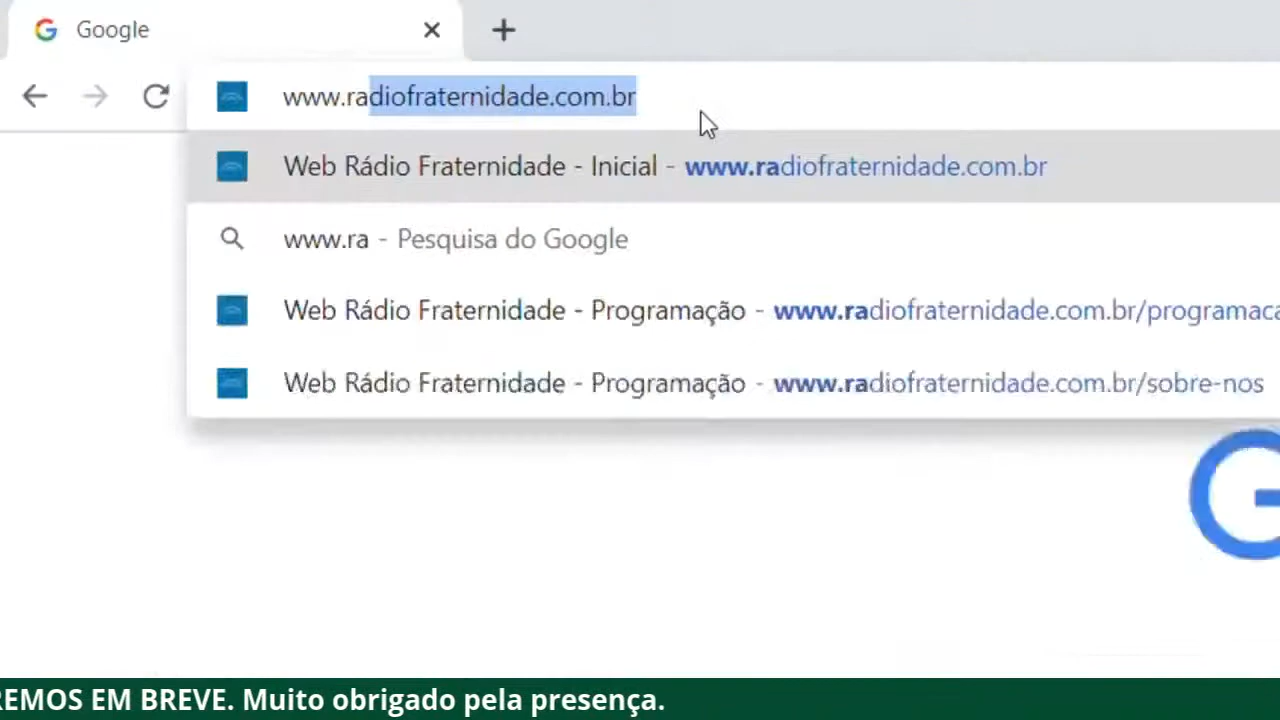 Google
www.radiofraternidade.com.br
Web Rádio Fraternidade - Inicial - www.radiofraternidade.com.br
www.ra - Pesquisa do Google
Web Rádio Fraternidade - Programação - www.radiofraternidade.com.br/programaca
Web Rádio Fraternidade - Programação - www.radiofraternidade.com.br/sobre-nos
G
REMOS EM BREVE. Muito obrigado pela presença.